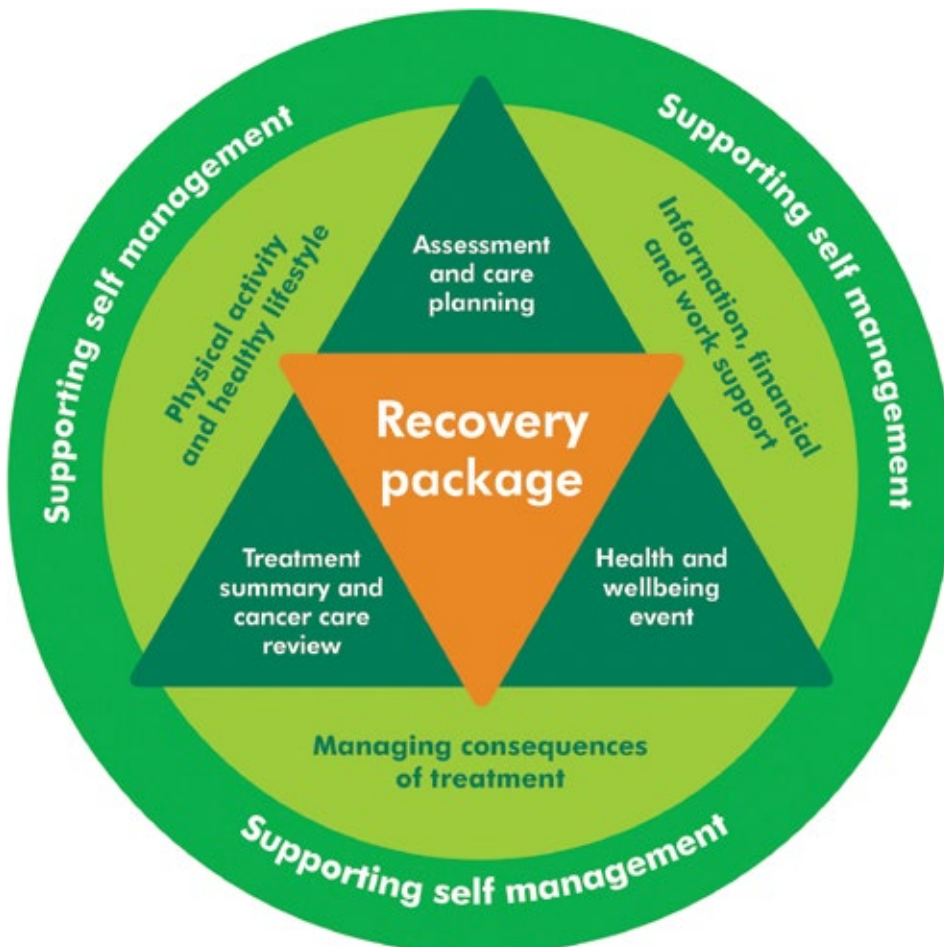 Supporting self management
Supporting self management
Physical activity
and healthy lifestyle
Information, financial
and work support
Assessment
and care
planning
Recovery
package
Treatment
summary and
cancer care
review
Health and
wellbeing
event
Managing consequences
of treatment
Supporting self management